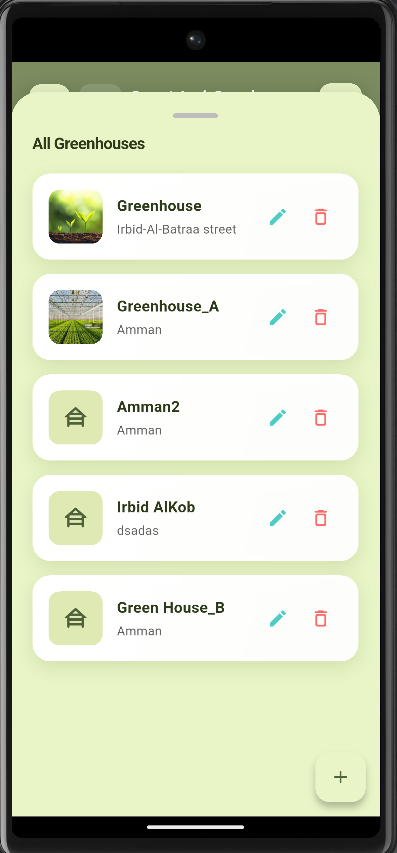 All Greenhouses
Greenhouse
Irbid-Al-Batraa street
Greenhouse_A
Amman
Amman2
Amman
Irbid AlKob
dsadas
Green House_B
Amman
+